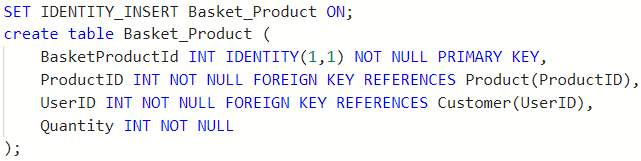 SET IDENTITY_INSERT Basket_Product ON;
create table Basket_Product (
    BasketProductId INT IDENTITY(1,1) NOT NULL PRIMARY KEY,
    ProductID INT NOT NULL FOREIGN KEY REFERENCES Product(ProductID),
    UserID INT NOT NULL FOREIGN KEY REFERENCES Customer(UserID),
    Quantity INT NOT NULL
);